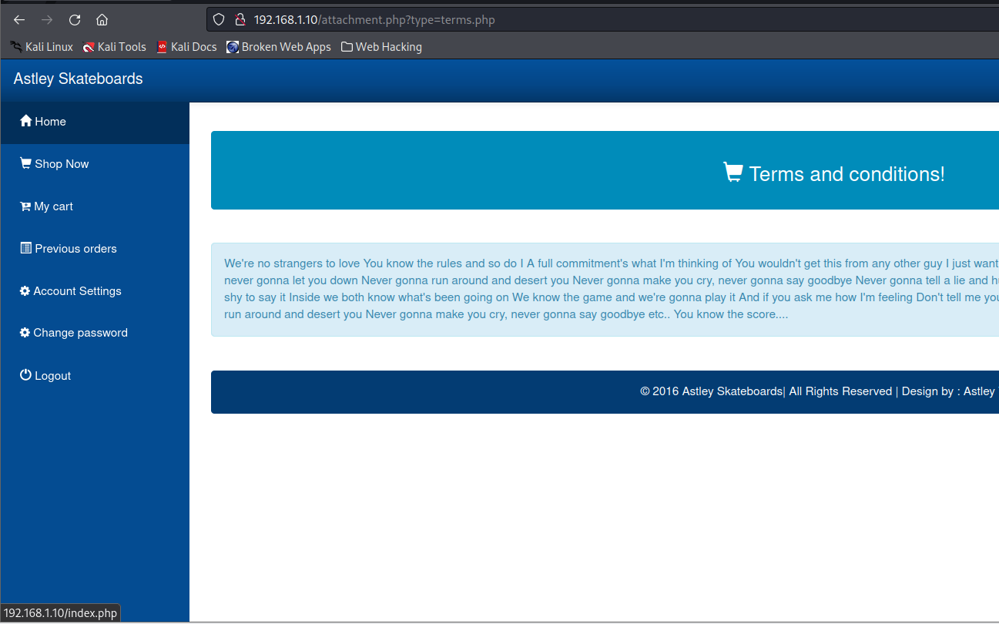 192.168.1.10/attachment.php?type=terms.php
Kali Linux Kali Tools Kali Docs Broken Web Apps Web Hacking
Astley Skateboards
Home
Shop Now
My cart
Previous orders
Account Settings
Change password
Logout
Terms and conditions!
We're no strangers to love You know the rules and so do I A full commitment's what I'm thinking of You wouldn't get this from any other guy I just want
never gonna let you down Never gonna run around and desert you Never gonna make you cry, never gonna say goodbye Never gonna tell a lie and
shy to say it Inside we both know what's been going on We know the game and we're gonna play it And if you ask me how I'm feeling Don't tell me
run around and desert you Never gonna make you cry, never gonna say goodbye etc.. You know the score....
© 2016 Astley Skateboards| All Rights Reserved | Design by : Astley
192.168.1.10/index.php